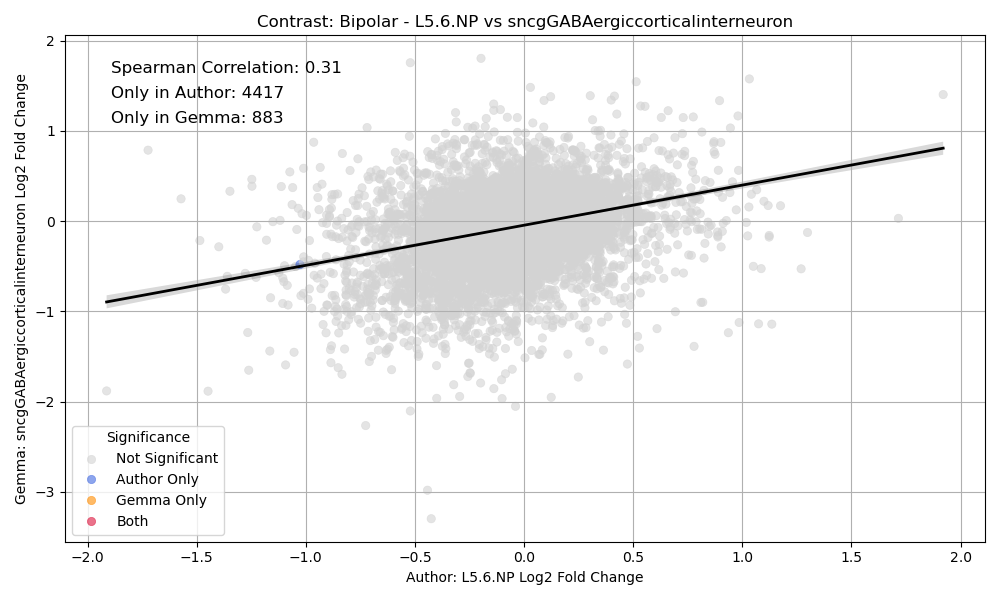 Contrast: Bipolar - L5.6.NP vs sncgGABAergiccorticalinterneuron
Spearman Correlation: 0.31
Only in Author: 4417
Only in Gemma: 883
Gemma: sncgGABAergiccorticalinterneuron Log2 Fold Change
2
1
0
−1
−2
−3
Significance
Not Significant
Author Only
Gemma Only
Both
−2.0 −1.5 −1.0 −0.5 0.0 0.5 1.0 1.5 2.0
Author: L5.6.NP Log2 Fold Change